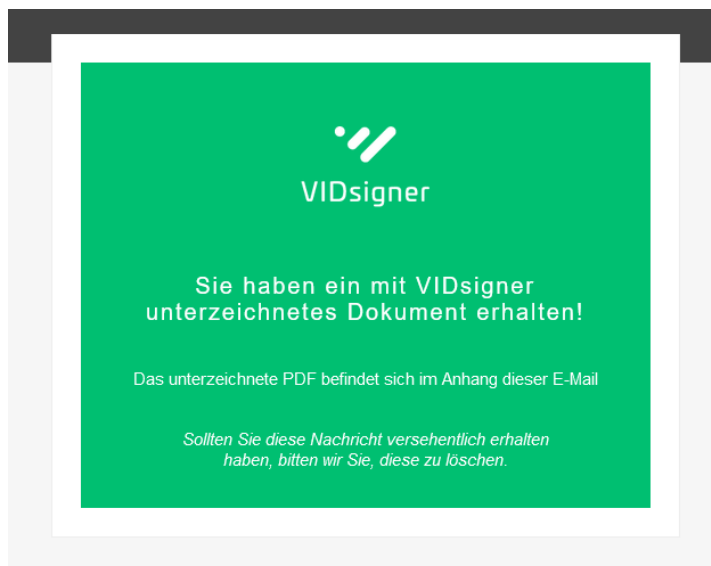 VIDsigner
Sie haben ein mit VIDsigner
unterzeichnetes Dokument erhalten!
Das unterzeichnete PDF befindet sich im Anhang dieser E-Mail
Sollten Sie diese Nachricht versehentlich erhalten
haben, bitten wir Sie, diese zu löschen.